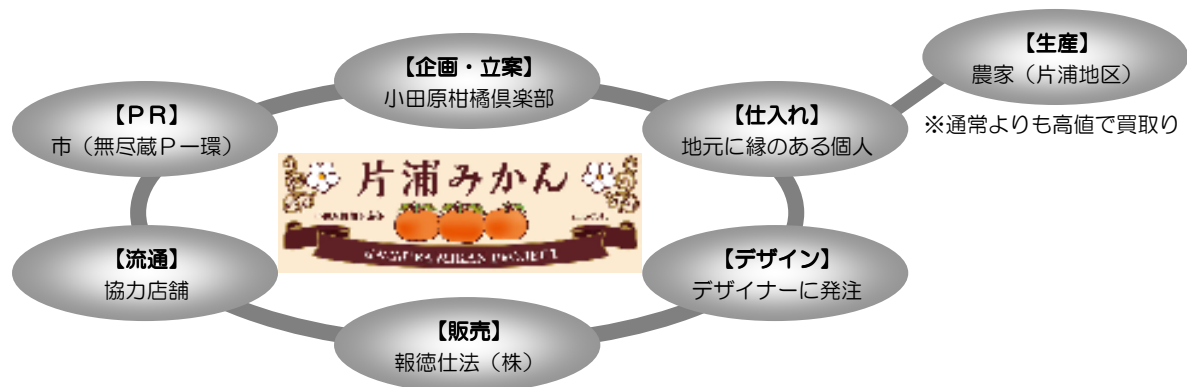 【生産】
農家（片浦地区）
※通常よりも高値で買取り
【企画・立案】
小田原柑橘倶楽部
【ＰＲ】
市（無尽蔵Ｐー環）
【仕入れ】
地元に縁のある個人
片浦みかん
KATAURA MIKAN PROJECT
【流通】
協力店舗
【デザイン】
デザイナーに発注
【販売】
報徳仕法（株）